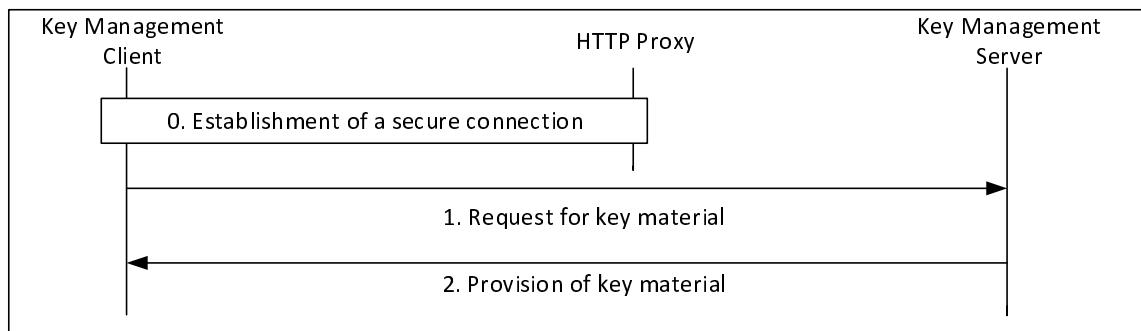 Key Management
Client
HTTP Proxy
Key Management
Server
0. Establishment of a secure connection
1. Request for key material
2. Provision of key material